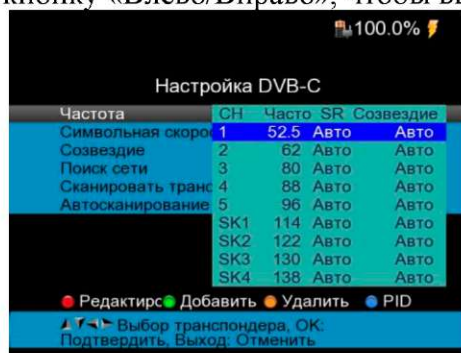 кнопку «Влево/Вправо», чтобы
100.0%
Настройка DVB-C
Частота CH Часто SR Созвездие
Символьная скорос 1 52.5 Авто Авто
Созвездие 2 62 Авто Авто
Поиск сети 3 80 Авто Авто
Сканировать транс 4 88 Авто Авто
Автосканирование 5 96 Авто Авто
SK1 114 Авто Авто
SK2 122 Авто Авто
SK3 130 Авто Авто
SK4 138 Авто Авто
Редактирс Добавить Удалить PID
Выбор транспондера, OK:
Подтвердить, Выход: Отменить